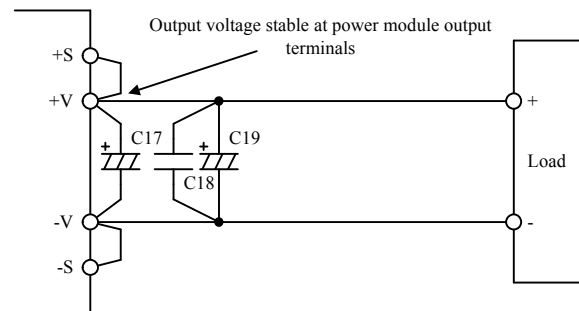 Output voltage stable at power module output
terminals
+S
+V
+
C17
+
C19
C18
-V
-S
+
Load
-